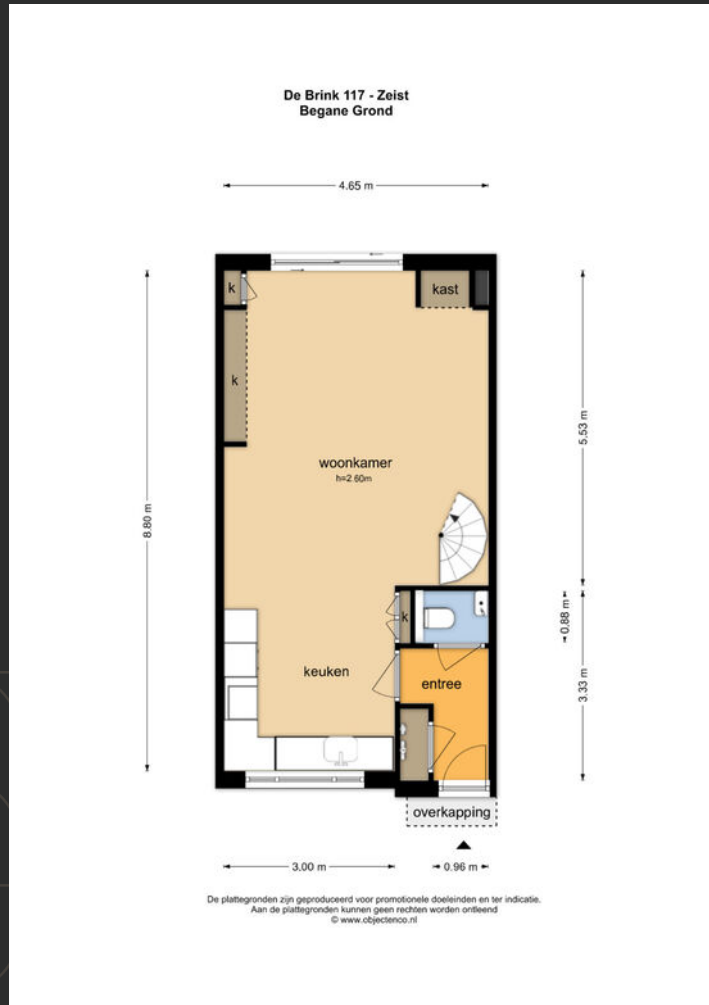 De Brink 117 - Zeist
Begane Grond
4.65 m
k
kast
k
5.53 m
woonkamer
h=2.60m
8.80 m
k
0.88 m
keuken
entree
3.33 m
overkapping
3.00 m
0.96 m
De plattegronden zijn geproduceerd voor promotionele doeleinden en ter indicatie.
Aan de plattegronden kunnen geen rechten worden ontleend
© www.objectenco.nl